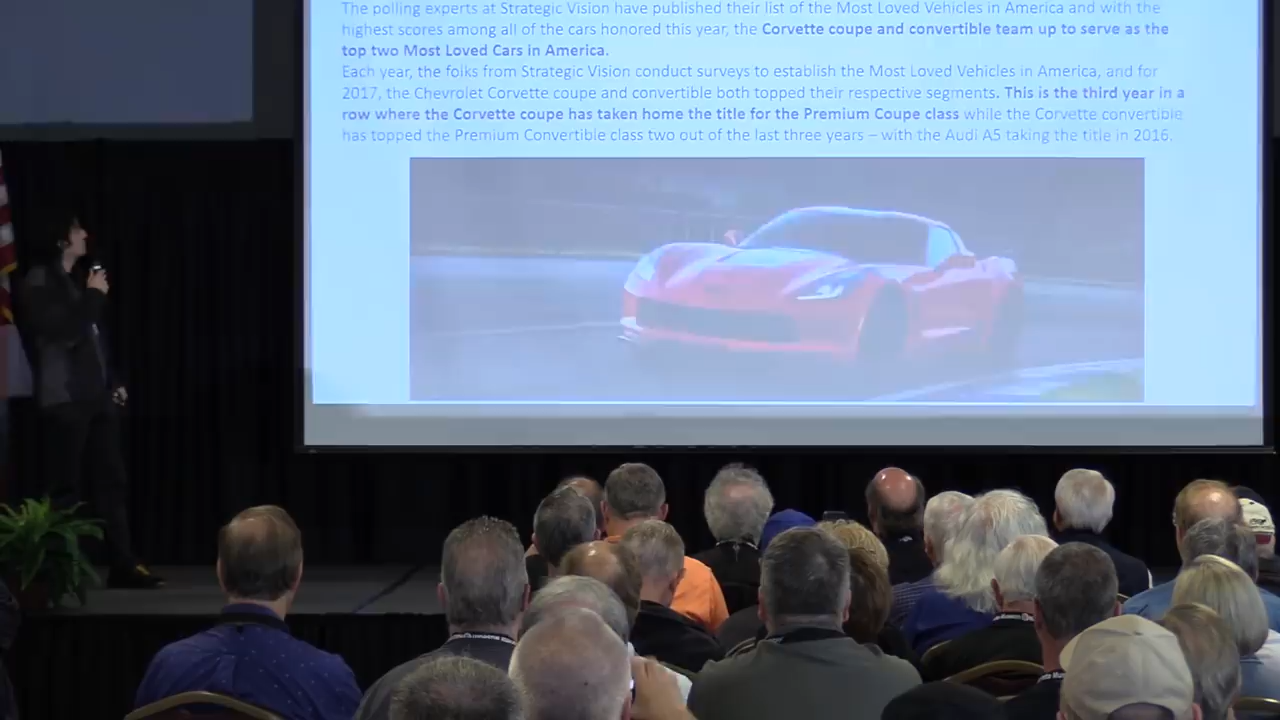 The polling experts at Strategic Vision have published their list of the Most Loved Vehicles in America and with the
highest scores among all of the cars honored this year, the Corvette coupe and convertible team up to serve as the
top two Most Loved Cars in America.
Each year, the folks from Strategic Vision conduct surveys to establish the Most Loved Vehicles in America, and for
2017, the Chevrolet Corvette coupe and convertible both topped their respective segments. This is the third year in a
row where the Corvette coupe has taken home the title for the Premium Coupe class while the Corvette convertible
has topped the Premium Convertible class two out of the last three years – with the Audi A5 taking the title in 2016.